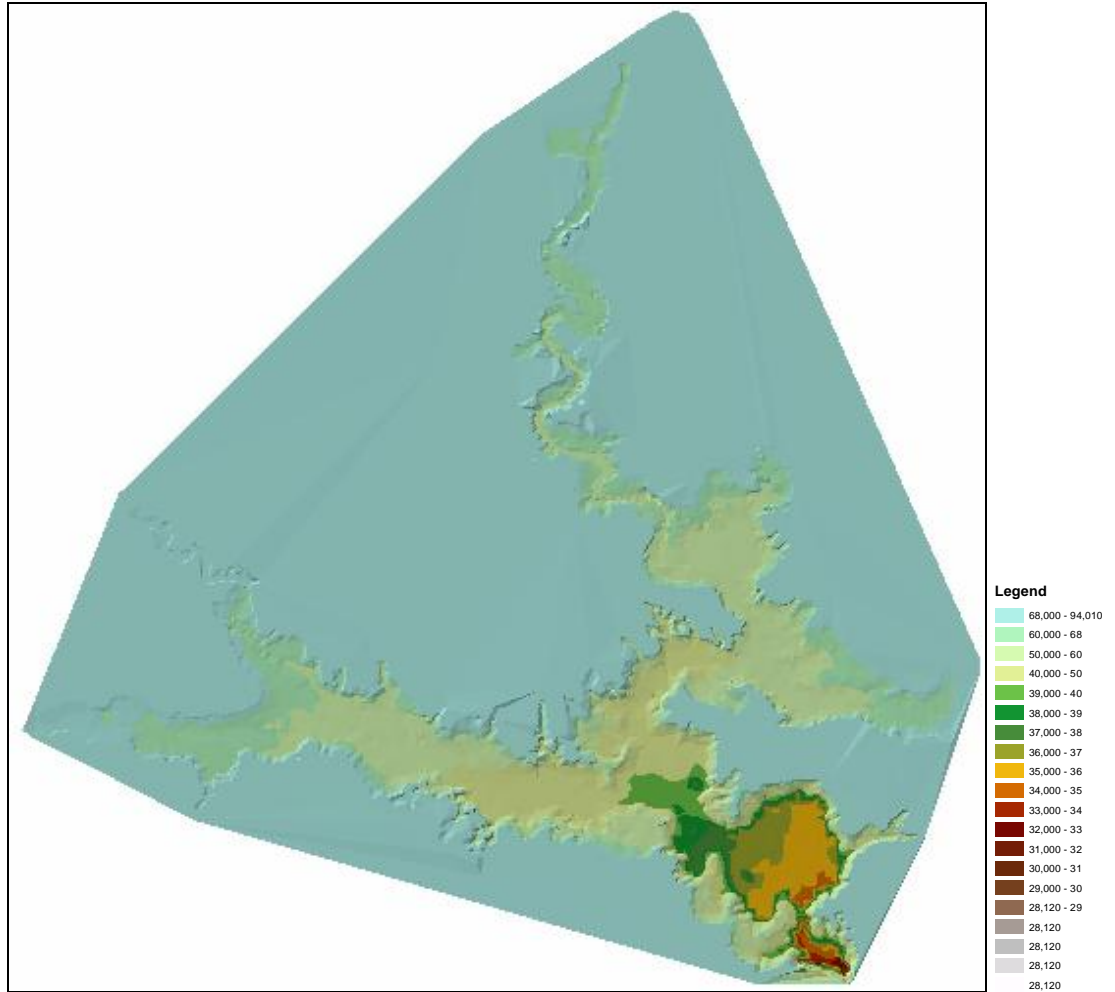 Legend
68,000 - 94,010
60,000 - 68
50,000 - 60
40,000 - 50
39,000 - 40
38,000 - 39
37,000 - 38
36,000 - 37
35,000 - 36
34,000 - 35
33,000 - 34
32,000 - 33
31,000 - 32
30,000 - 31
29,000 - 30
28,120 - 29
28,120
28,120
28,120
28,120